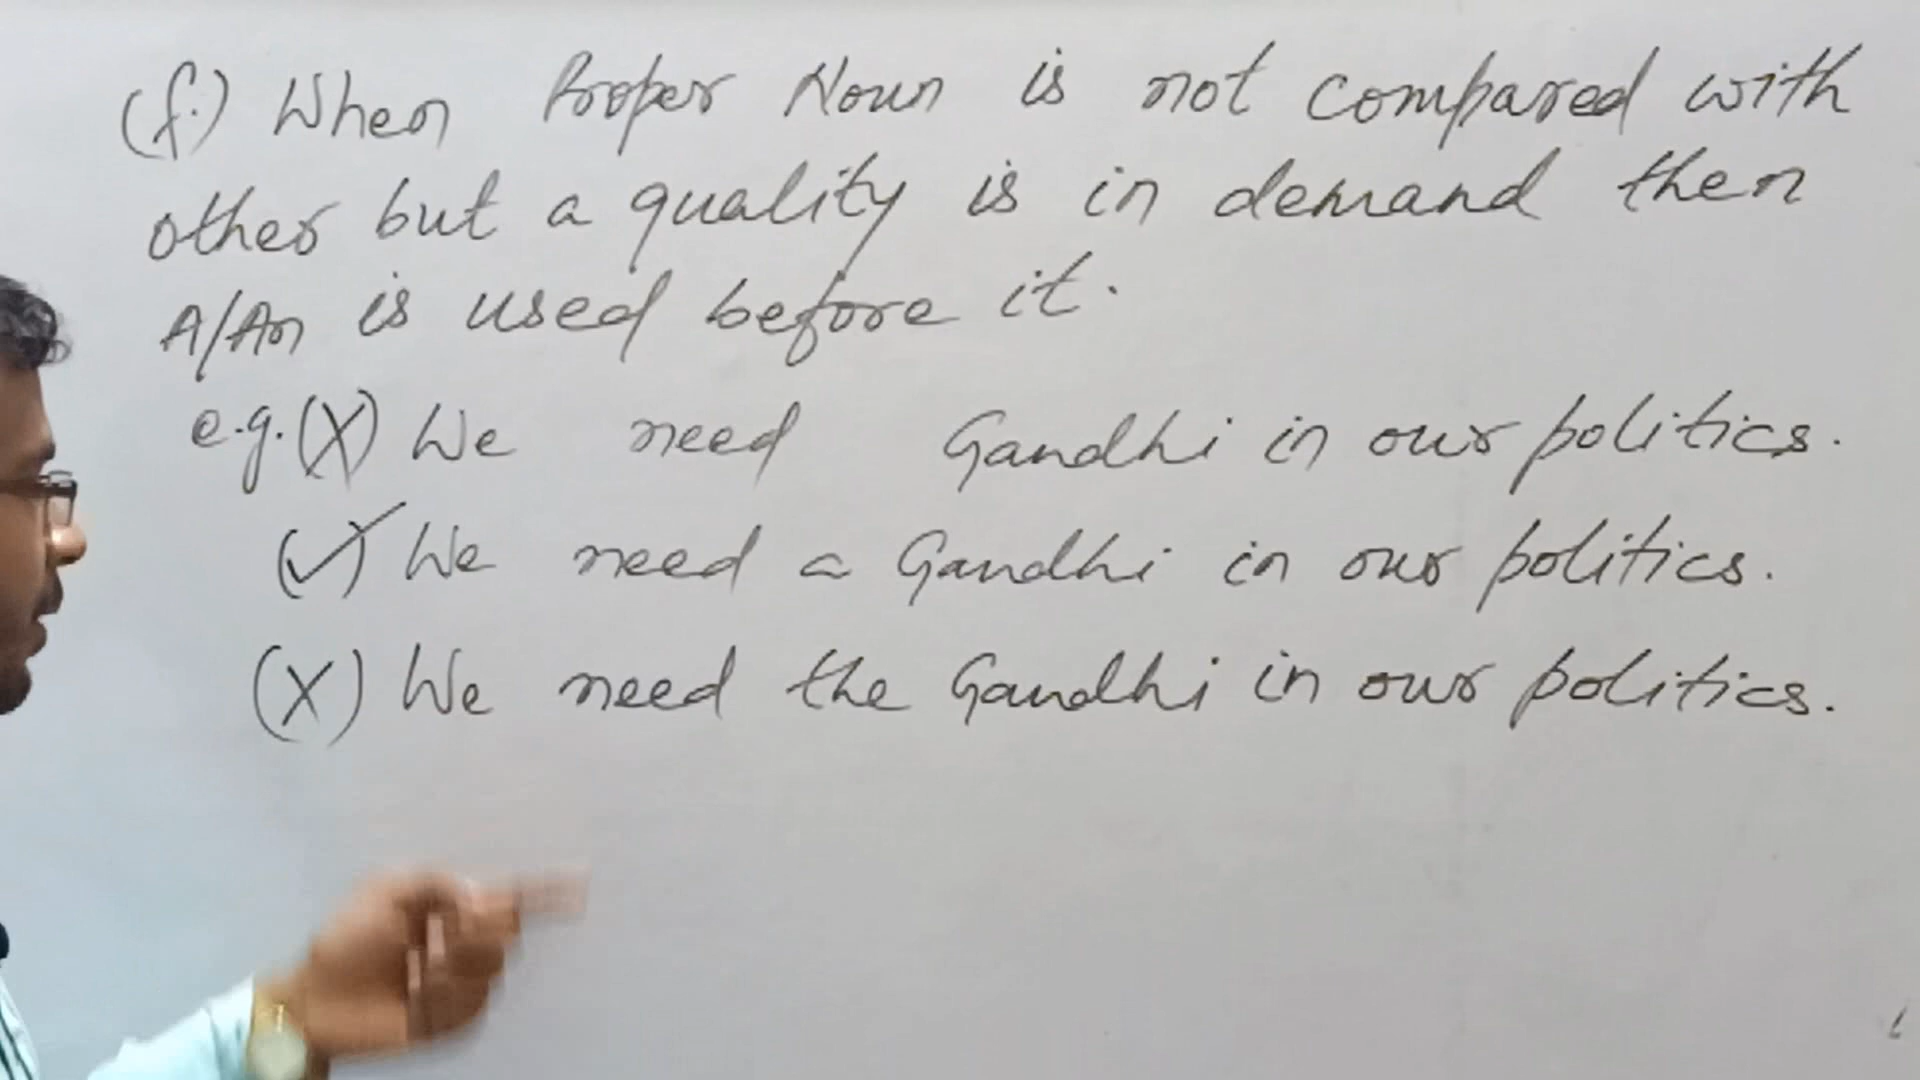 (f.) When Proper Noun is not compared with
other but a quality is in demand then
A/An is used before it.
e.g. (X) We need Gandhi in our politics.
(✓) We need a Gandhi in our politics.
(X) We need the Gandhi in our politics.